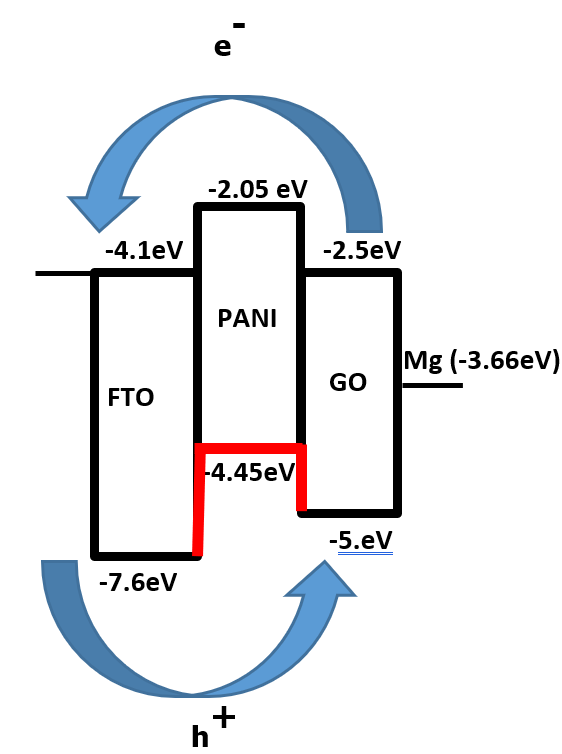 e-
-2.05 eV
-4.1eV
-2.5eV
PANI
Mg (-3.66eV)
GO
FTO
-4.45eV
-5.eV
-7.6eV
h+